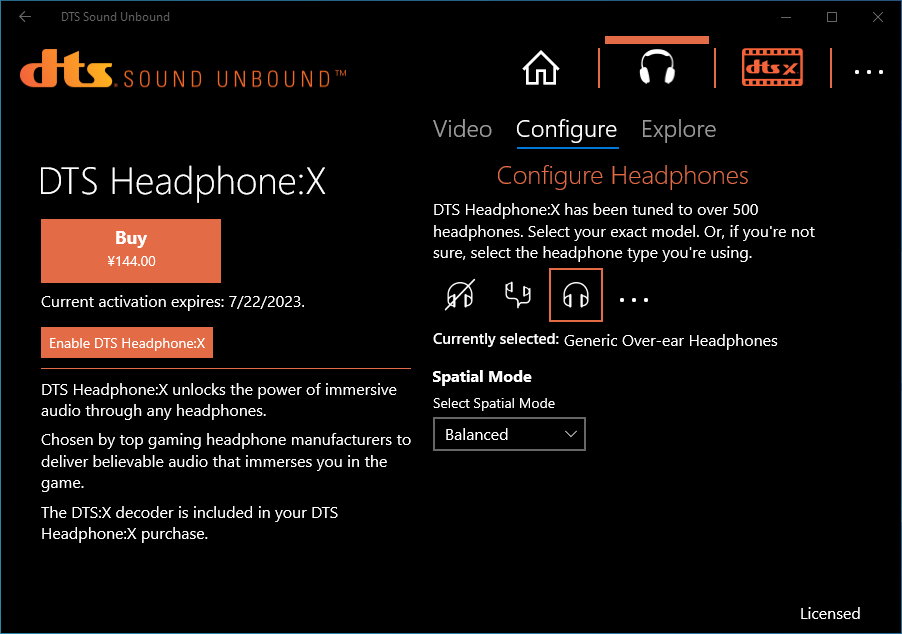 DTS Sound Unbound
dts SOUND UNBOUND™
dts x
Video Configure Explore
DTS Headphone:X
Buy
¥144.00
Current activation expires: 7/22/2023.
Enable DTS Headphone:X
DTS Headphone:X unlocks the power of immersive
audio through any headphones.
Chosen by top gaming headphone manufacturers to
deliver believable audio that immerses you in the
game.
The DTS:X decoder is included in your DTS
Headphone:X purchase.
Configure Headphones
DTS Headphone:X has been tuned to over 500
headphones. Select your exact model. Or, if you're not
sure, select the headphone type you're using.
Currently selected: Generic Over-ear Headphones
Spatial Mode
Select Spatial Mode
Balanced
Licensed